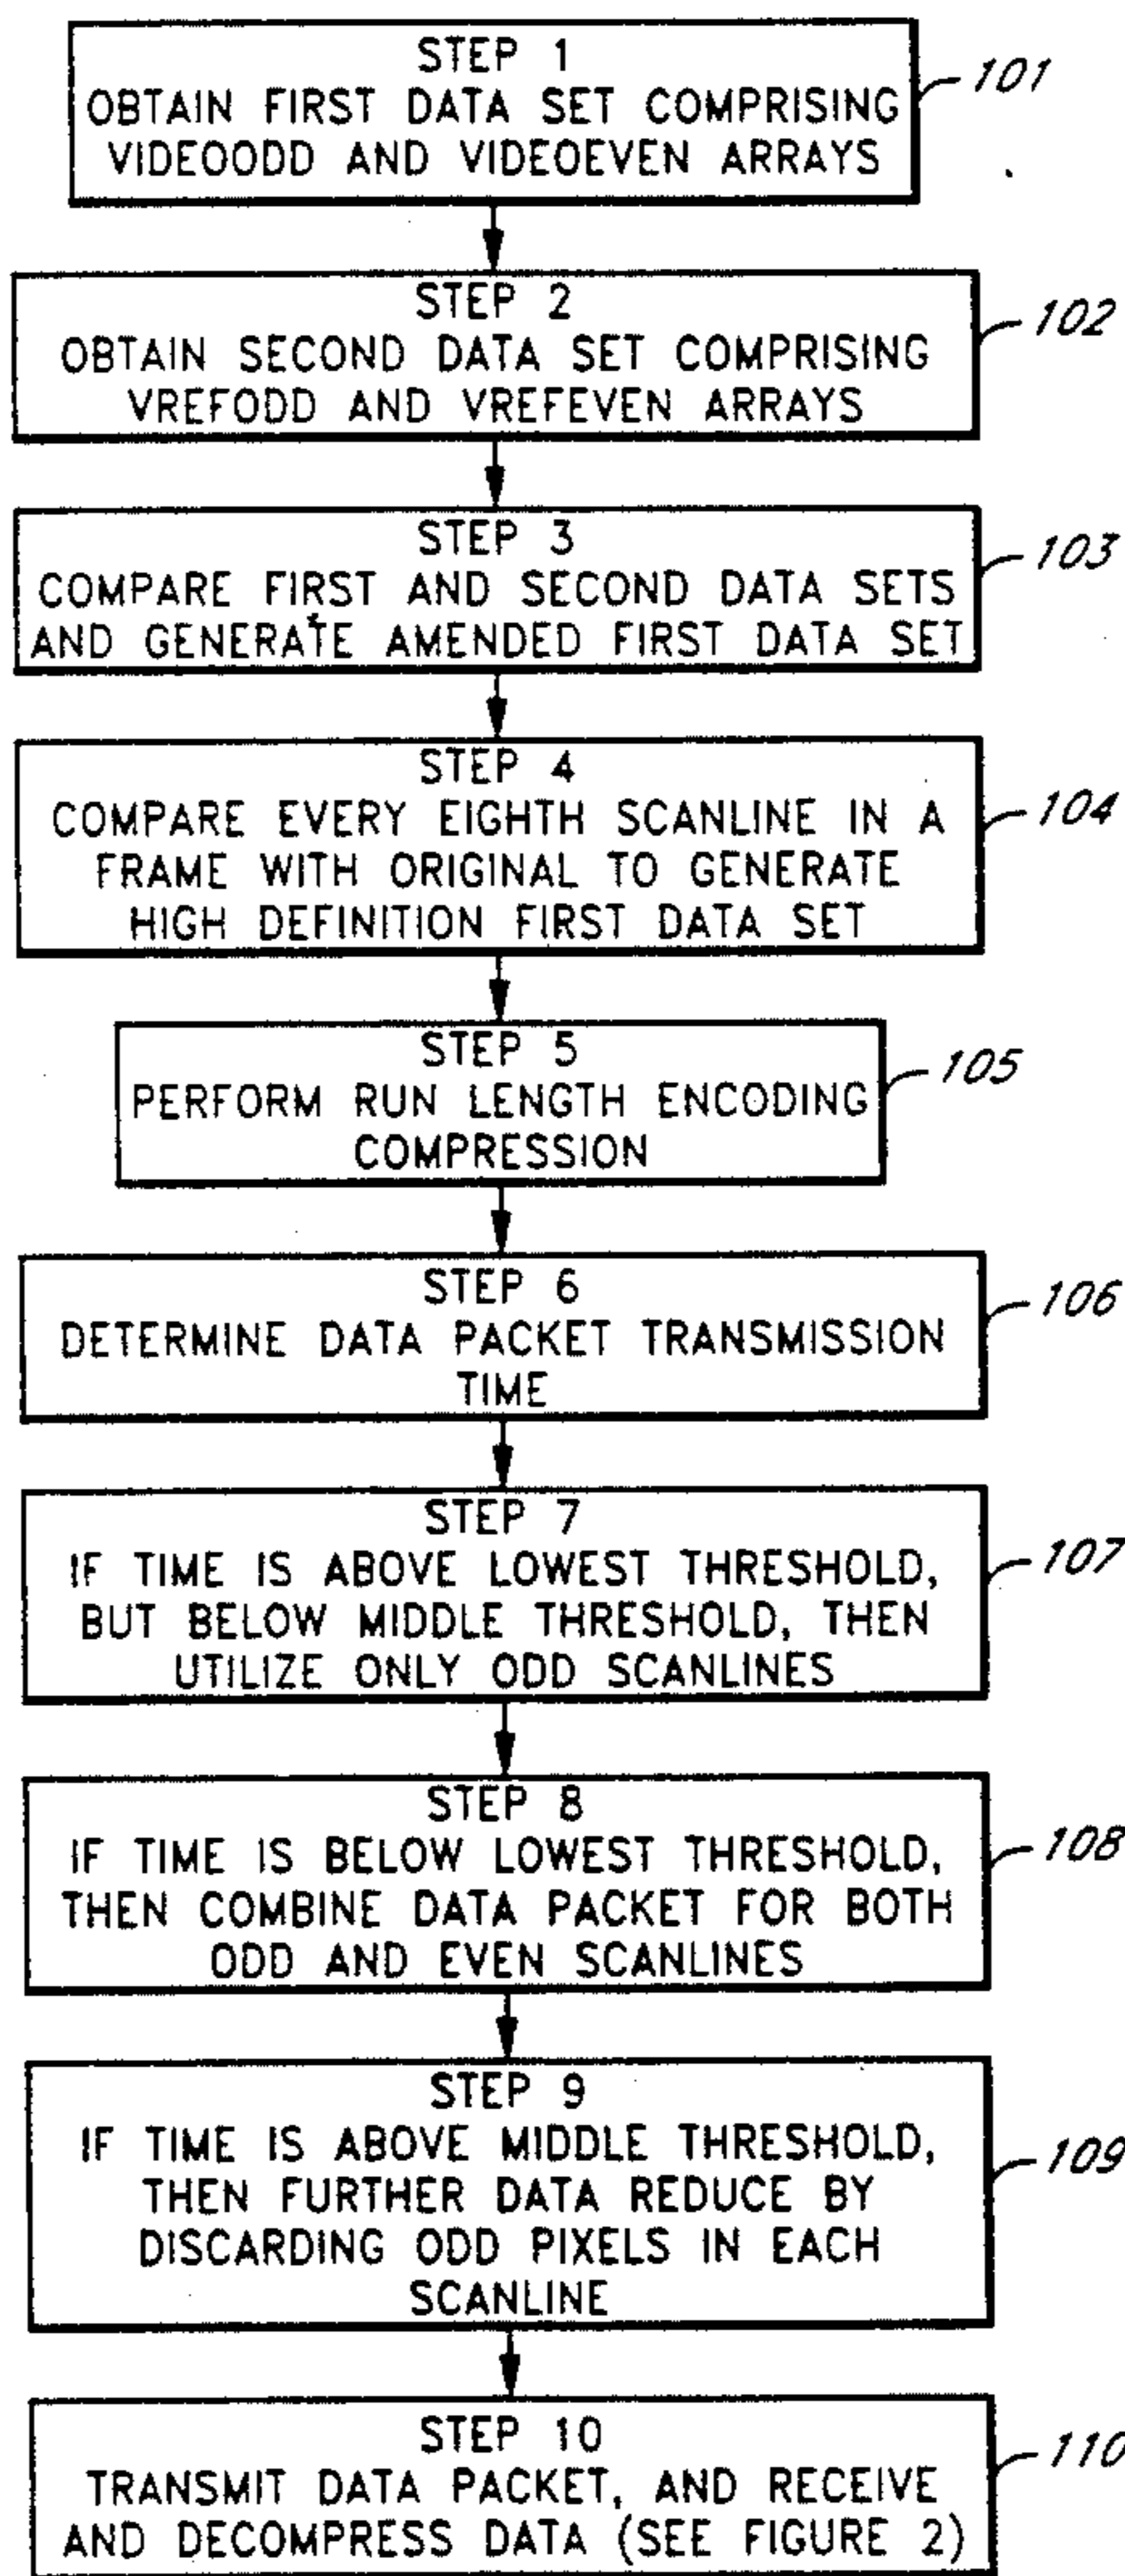 STEP 1
OBTAIN FIRST DATA SET COMPRISING
VIDEOODD AND VIDEOEVEN ARRAYS
101
STEP 2
OBTAIN SECOND DATA SET COMPRISING
VREFODD AND VREFEVEN ARRAYS
102
STEP 3
COMPARE FIRST AND SECOND DATA SETS
AND GENERATE AMENDED FIRST DATA SET
103
STEP 4
COMPARE EVERY EIGHTH SCANLINE IN A
FRAME WITH ORIGINAL TO GENERATE
HIGH DEFINITION FIRST DATA SET
104
STEP 5
PERFORM RUN LENGTH ENCODING
COMPRESSION
105
STEP 6
DETERMINE DATA PACKET TRANSMISSION
TIME
106
STEP 7
IF TIME IS ABOVE LOWEST THRESHOLD,
BUT BELOW MIDDLE THRESHOLD, THEN
UTILIZE ONLY ODD SCANLINES
107
STEP 8
IF TIME IS BELOW LOWEST THRESHOLD,
THEN COMBINE DATA PACKET FOR BOTH
ODD AND EVEN SCANLINES
108
STEP 9
IF TIME IS ABOVE MIDDLE THRESHOLD,
THEN FURTHER DATA REDUCE BY
DISCARDING ODD PIXELS IN EACH
SCANLINE
109
STEP 10
TRANSMIT DATA PACKET, AND RECEIVE
AND DECOMPRESS DATA (SEE FIGURE 2)
110